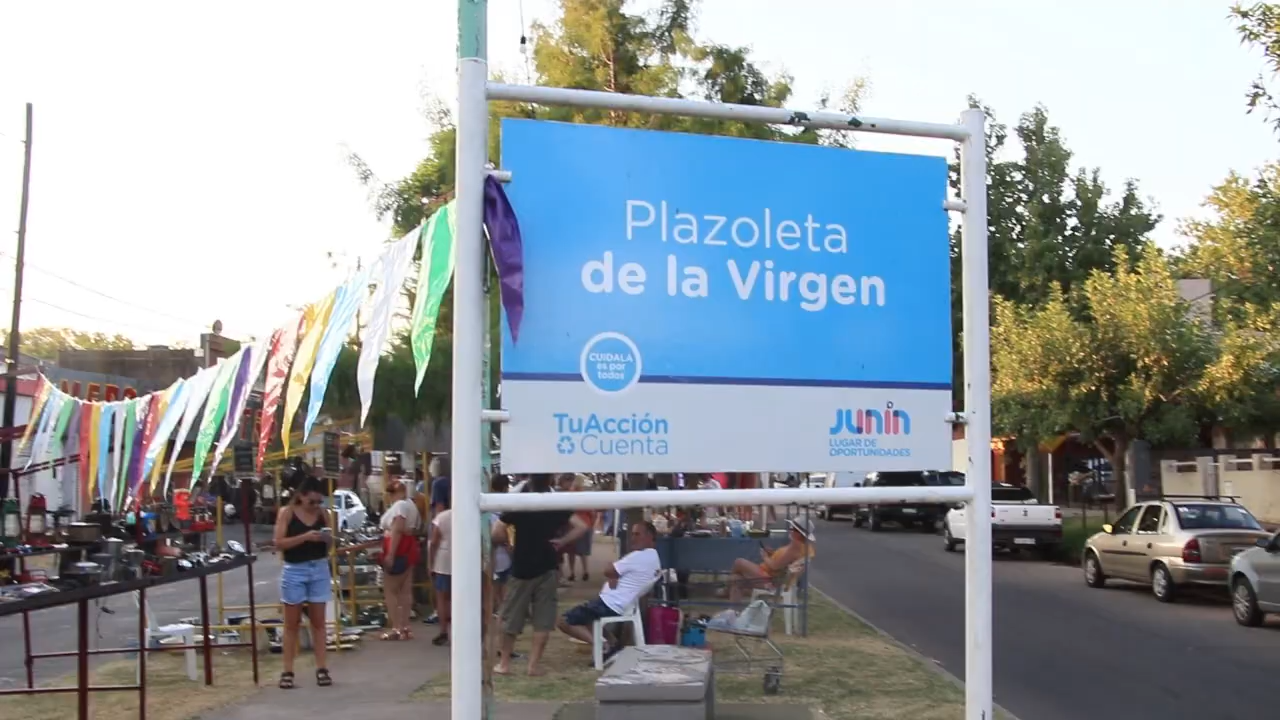 Plazoleta
de la Virgen
CUIDALA
es por
todos
TuAcción
Cuenta
JUNIN
LUGAR DE
OPORTUNIDADES